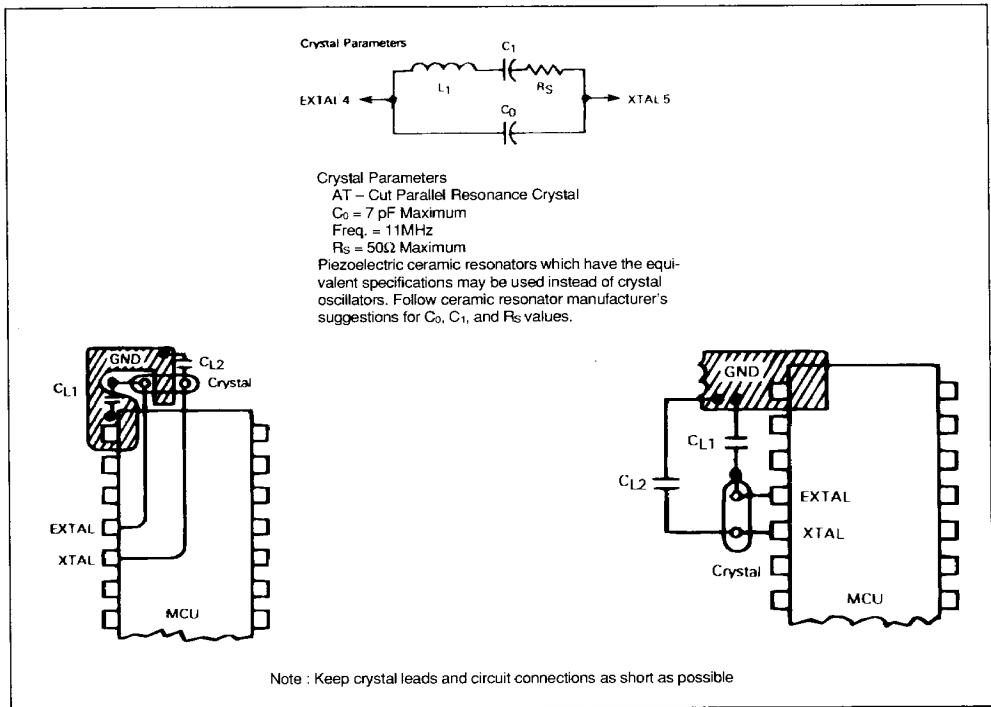 Crystal Parameters
C1
L1
RS
EXTAL 4
XTAL 5
C0
Crystal Parameters
AT – Cut Parallel Resonance Crystal
C0 = 7 pF Maximum
Freq. = 11MHz
RS = 50Ω Maximum
Piezoelectric ceramic resonators which have the equi-
valent specifications may be used instead of crystal
oscillators. Follow ceramic resonator manufacturer's
suggestions for C0, C1, and RS values.
GND
CL2
CL1
Crystal
EXTAL
XTAL
MCU
GND
CL1
CL2
EXTAL
XTAL
Crystal
MCU
Note : Keep crystal leads and circuit connections as short as possible